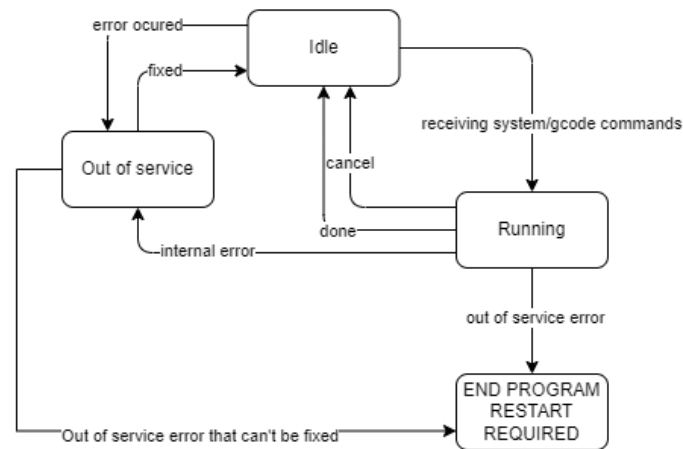 error ocured
Idle
fixed
receiving system/gcode commands
Out of service
cancel
Running
done
internal error
out of service error
END PROGRAM
RESTART
REQUIRED
Out of service error that can't be fixed